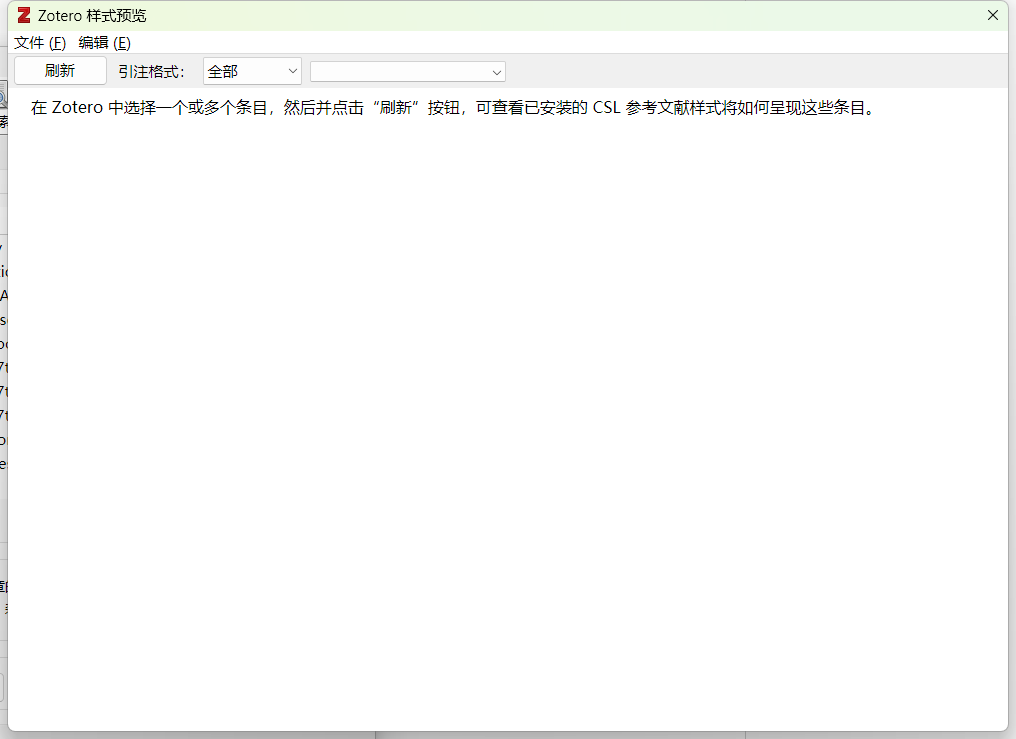 Zotero 样式预览
文件 (F) 编辑 (E)
刷新 引注格式： 全部
在 Zotero 中选择一个或多个条目，然后并点击“刷新”按钮，可查看已安装的 CSL 参考文献样式将如何呈现这些条目。